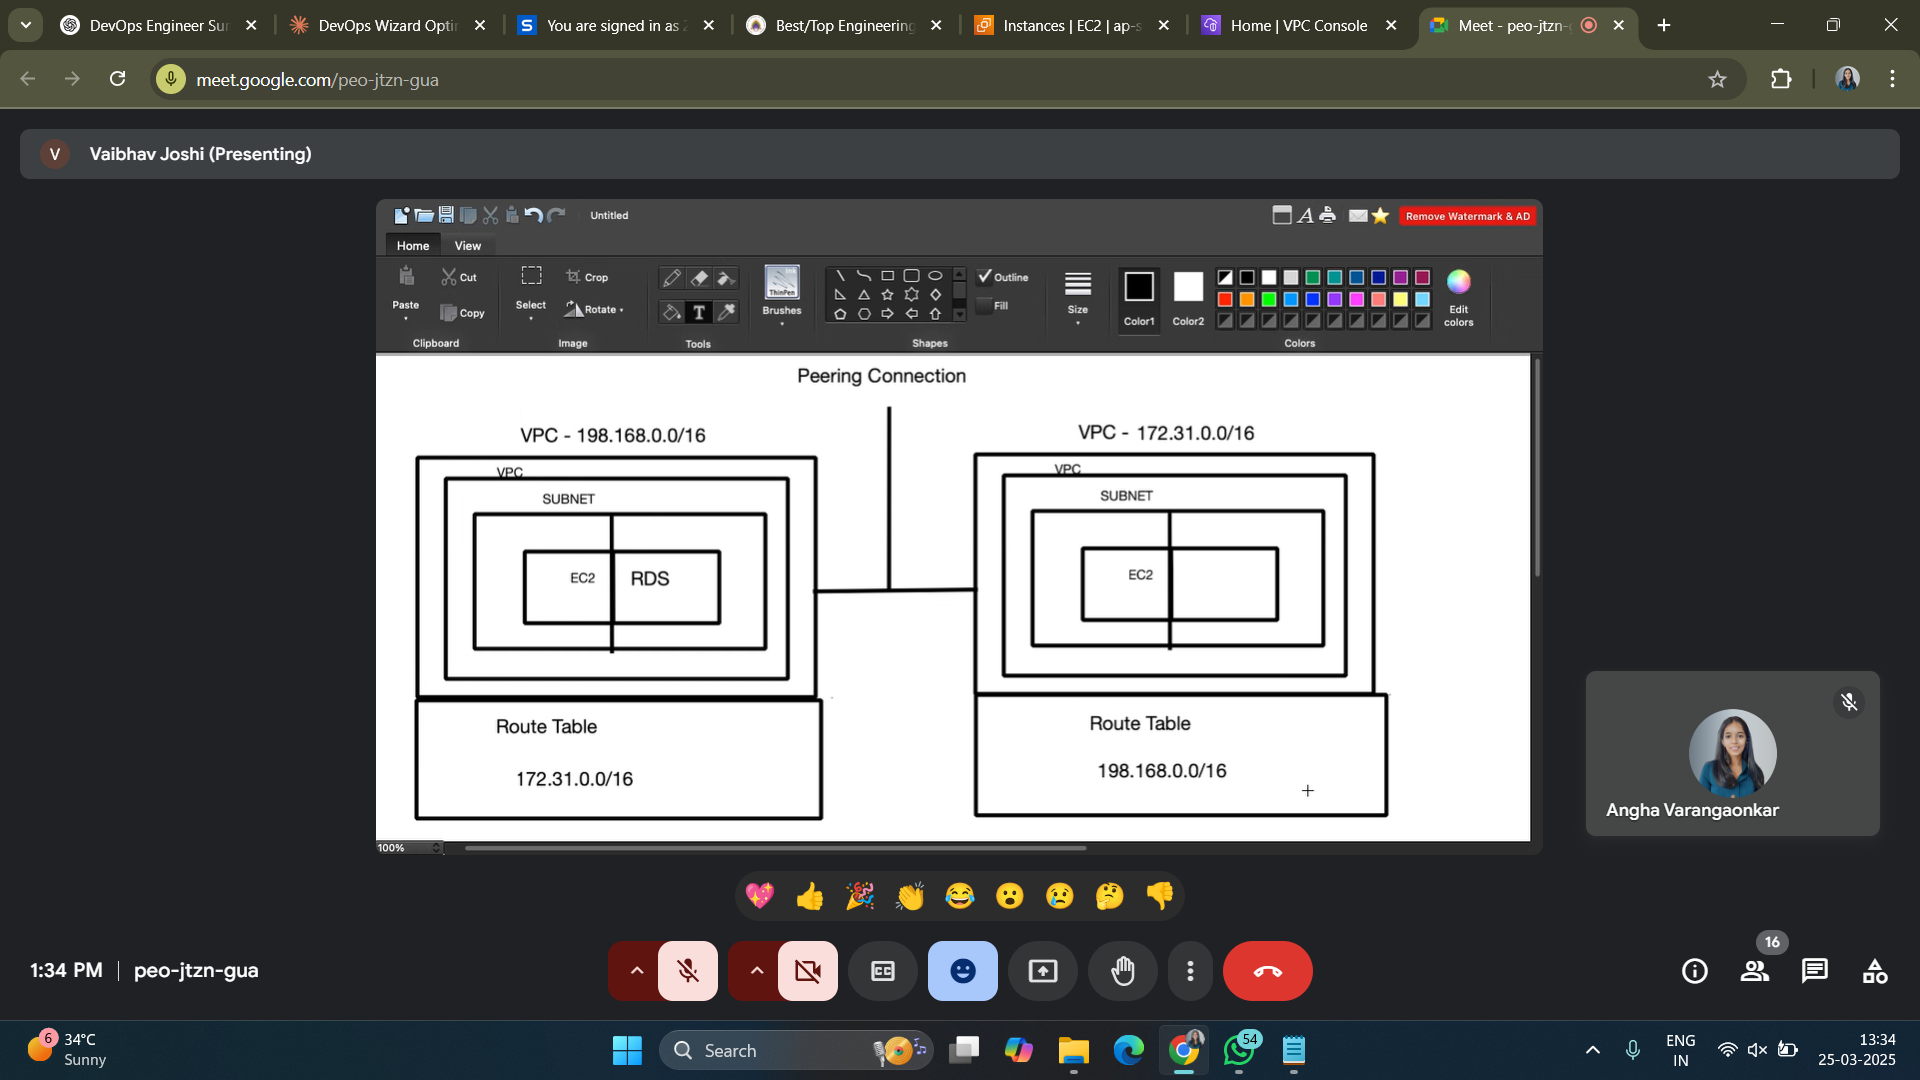 DevOps Engineer Sur
DevOps Wizard Optim
You are signed in as 2
Best/Top Engineering
Instances | EC2 | ap-s
Home | VPC Console
Meet - peo-jtzn-g
meet.google.com/peo-jtzn-gua
V
Vaibhav Joshi (Presenting)
Untitled
Remove Watermark & AD
Home
View
Paste
Cut
Copy
Clipboard
Select
Crop
Rotate
Image
T
Tools
Ink
ThinPen
Brushes
Shapes
Outline
Fill
Size
Color1
Color2
Colors
Edit
colors
Peering Connection
VPC - 198.168.0.0/16
VPC - 172.31.0.0/16
VPC
VPC
SUBNET
SUBNET
EC2
RDS
EC2
Route Table
Route Table
172.31.0.0/16
198.168.0.0/16
100%
Angha Varangaonkar
1:34 PM
peo-jtzn-gua
16
6
34°C
Sunny
Search
54
ENG
IN
13:34
25-03-2025